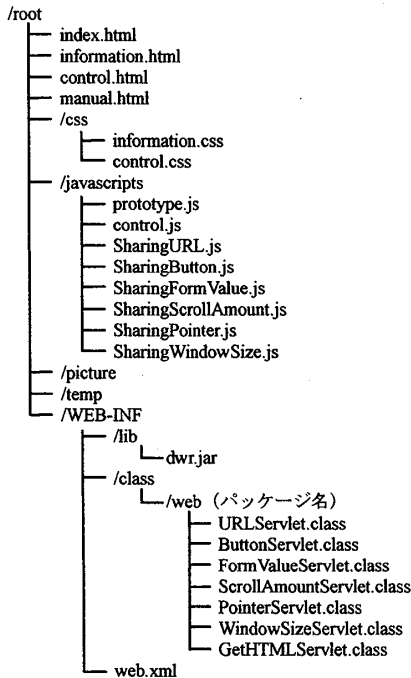 /root
index.html
information.html
control.html
manual.html
/css
information.css
control.css
/javascripts
prototype.js
control.js
SharingURL.js
SharingButton.js
SharingFormValue.js
SharingScrollAmount.js
SharingPointer.js
SharingWindowSize.js
/picture
/temp
/WEB-INF
/lib
dwr.jar
/class
/web (パッケージ名)
URLServlet.class
ButtonServlet.class
FormValueServlet.class
ScrollAmountServlet.class
PointerServlet.class
WindowSizeServlet.class
GetHTMLServlet.class
web.xml